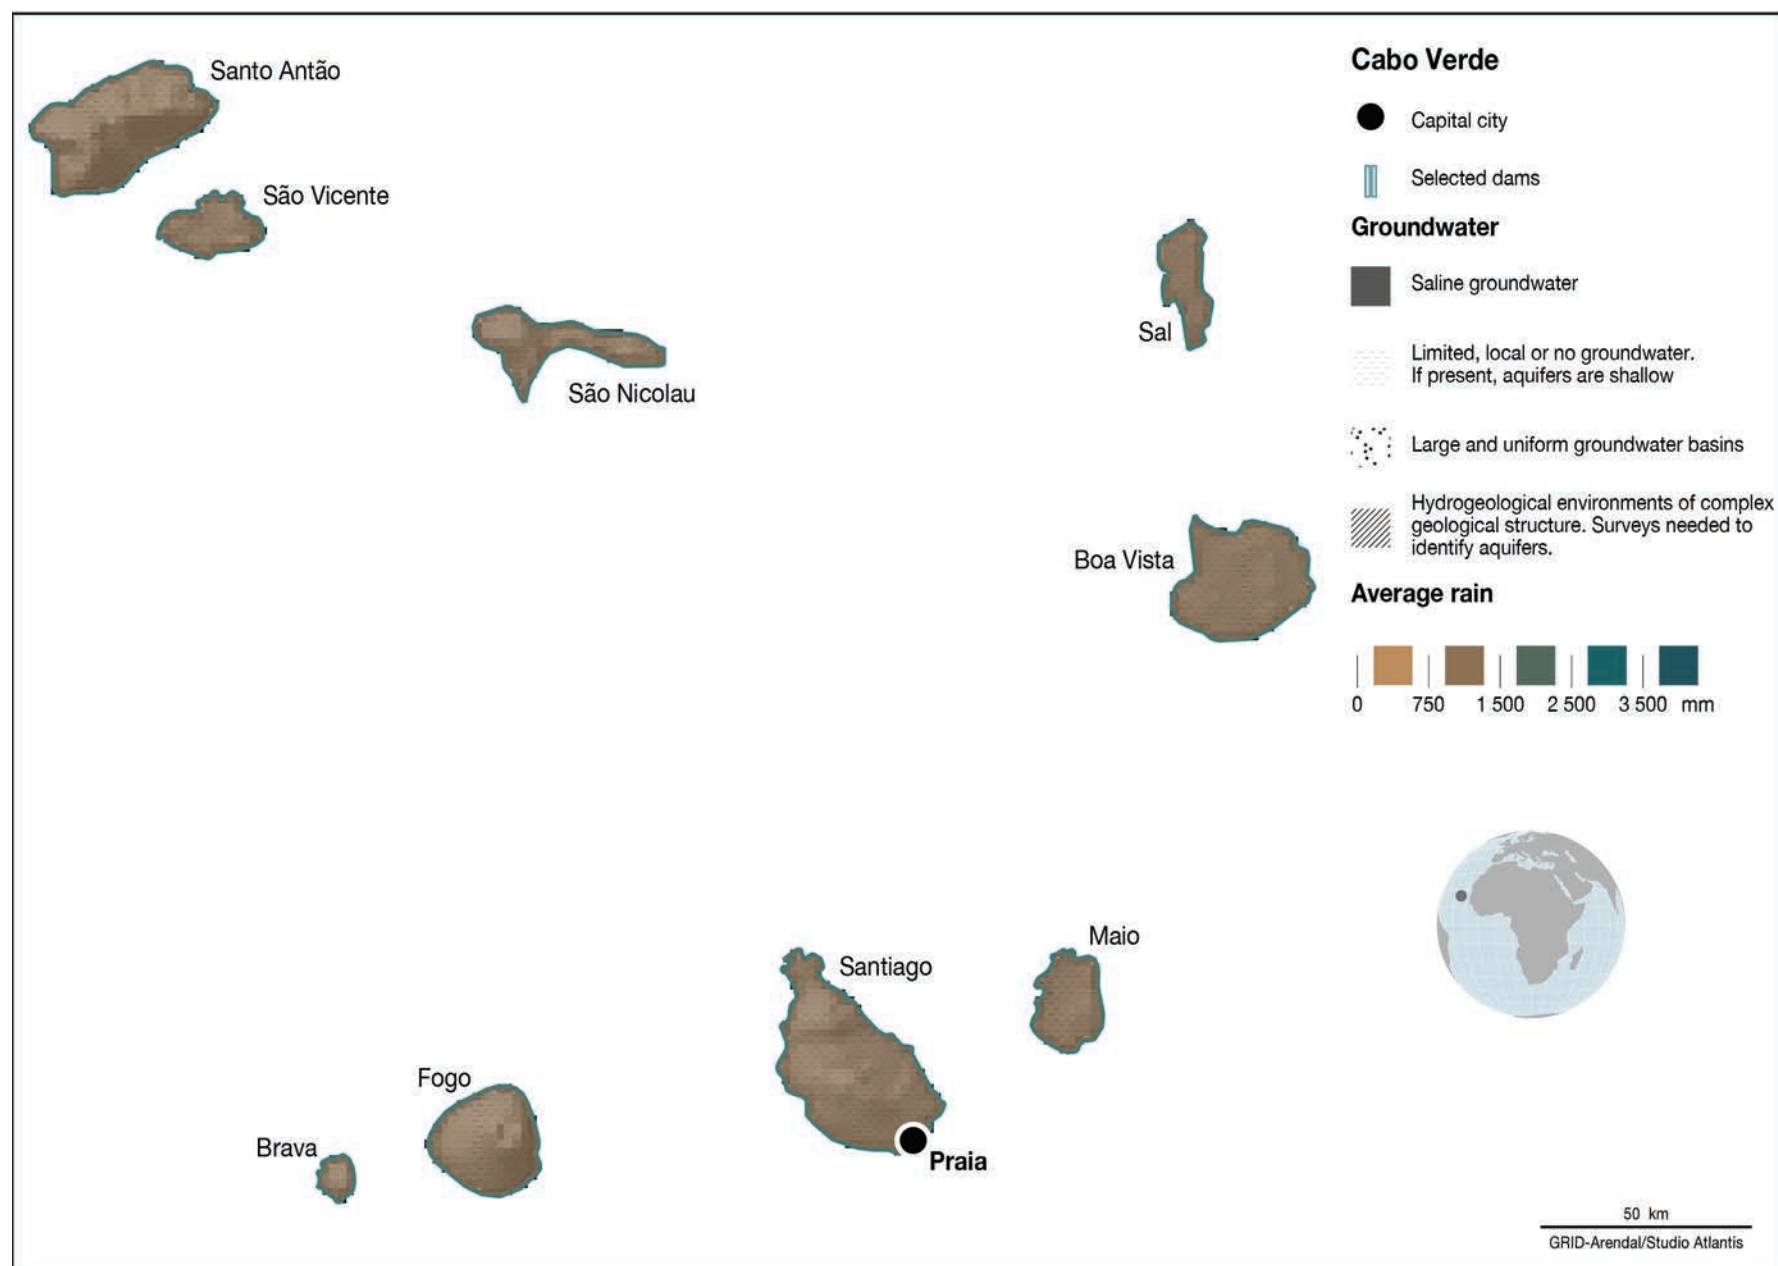 Santo Antão
São Vicente
São Nicolau
Sal
Boa Vista
Maio
Santiago
Fogo
Brava
Praia
Cabo Verde
Capital city
Selected dams
Groundwater
Saline groundwater
Limited, local or no groundwater.
If present, aquifers are shallow
Large and uniform groundwater basins
Hydrogeological environments of complex
geological structure. Surveys needed to
identify aquifers.
Average rain
0 750 1 500 2 500 3 500 mm
50 km
GRID-Arendal/Studio Atlantis